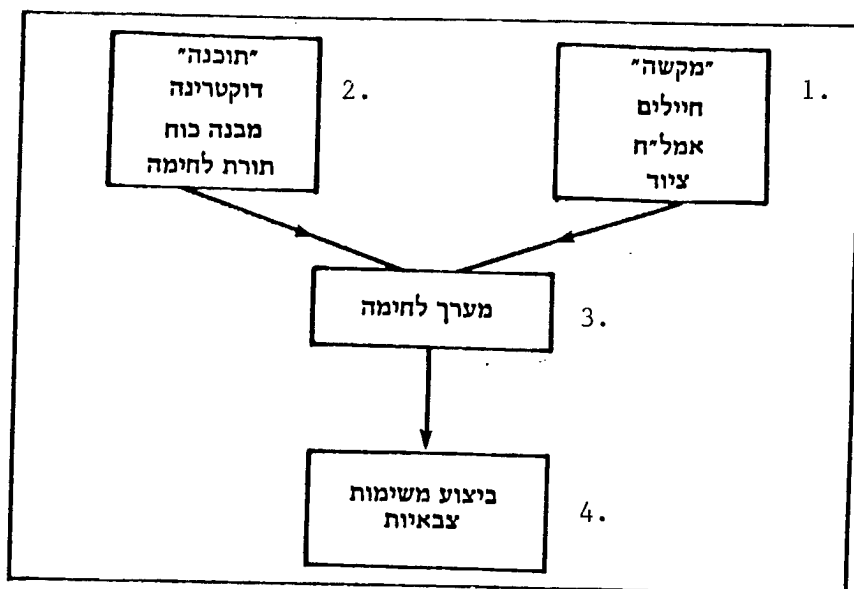 "מקשה"
חיילים
אמל"ח
ציוד
1.
"תוכנה"
דוקטרינה
מבנה כוח
תורת לחימה
2.
מערך לחימה
3.
ביצוע משימות
צבאיות
4.